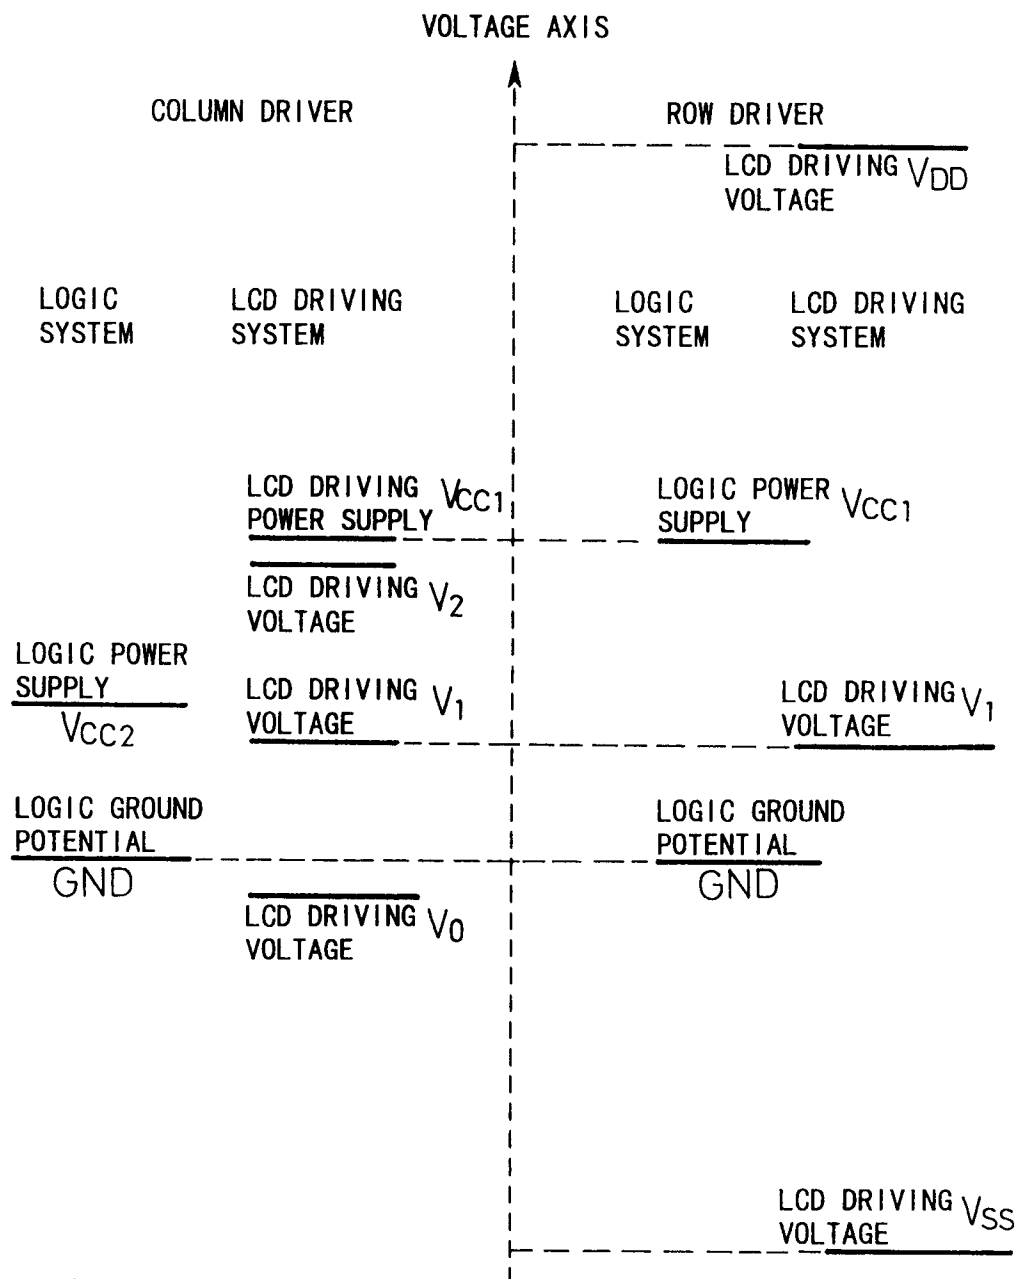 VOLTAGE AXIS
COLUMN DRIVER
ROW DRIVER
LCD DRIVING VDD
VOLTAGE
LOGIC
SYSTEM
LCD DRIVING
SYSTEM
LOGIC
SYSTEM
LCD DRIVING
SYSTEM
LCD DRIVING VCC1
POWER SUPPLY
LOGIC POWER VCC1
SUPPLY
LCD DRIVING V2
VOLTAGE
LOGIC POWER
SUPPLY
VCC2
LCD DRIVING V1
VOLTAGE
LCD DRIVING V1
VOLTAGE
LOGIC GROUND
POTENTIAL
GND
LOGIC GROUND
POTENTIAL
GND
LCD DRIVING V0
VOLTAGE
LCD DRIVING VSS
VOLTAGE